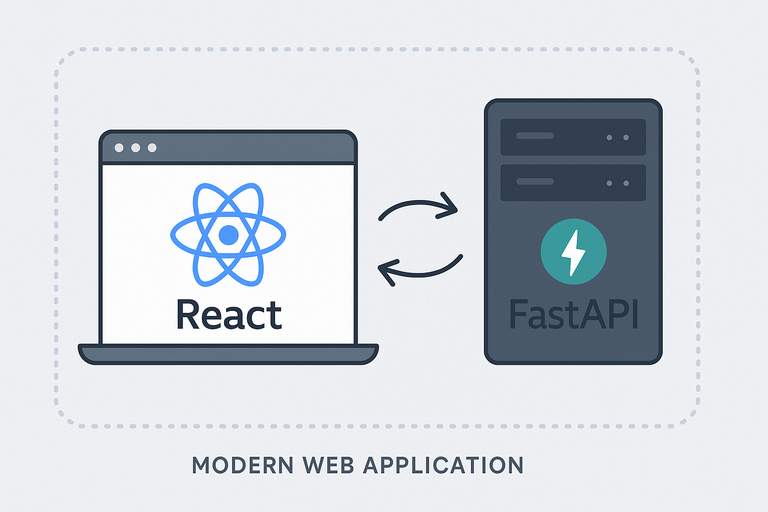 React
FastAPI
MODERN WEB APPLICATION